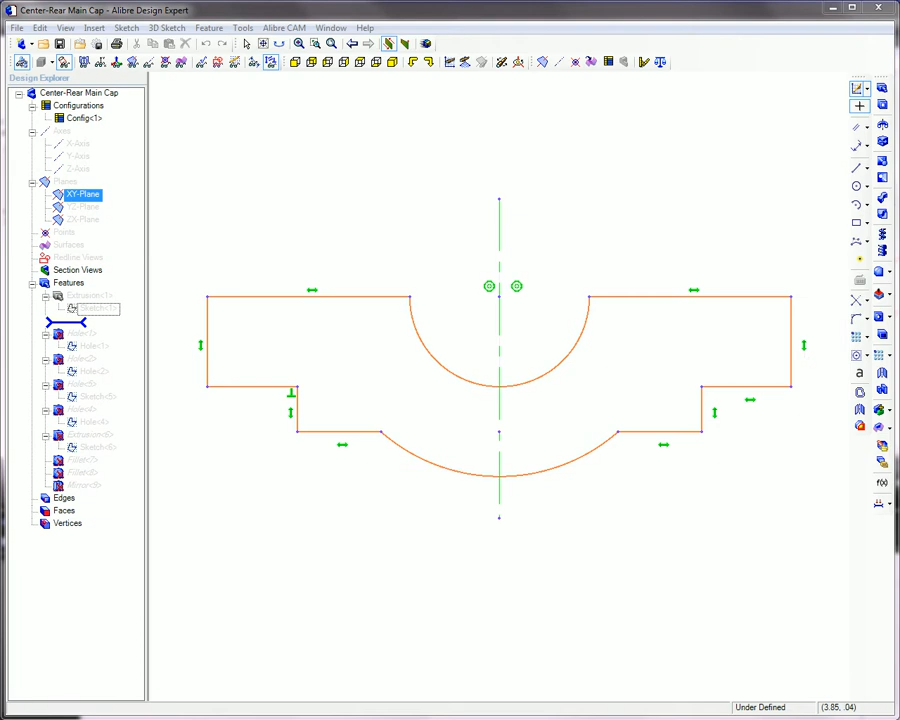 Center-Rear Main Cap - Alibre Design Expert
File Edit View Insert Sketch 3D Sketch Feature Tools Alibre CAM Window Help
Design Explorer
Center-Rear Main Cap
Configurations
Config<1>
Axes
X-Axis
Y-Axis
Z-Axis
Planes
XY-Plane
YZ-Plane
ZX-Plane
Points
Surfaces
Redline Views
Section Views
Features
Extrusion<1>
Sketch<1>
Hole<1>
Hole<1>
Hole<2>
Hole<2>
Hole<5>
Sketch<5>
Hole<4>
Hole<4>
Extrusion<6>
Sketch<6>
Fillet<7>
Fillet<8>
Mirror<9>
Edges
Faces
Vertices
a
f(x)
Under Defined
(3.85, .04)